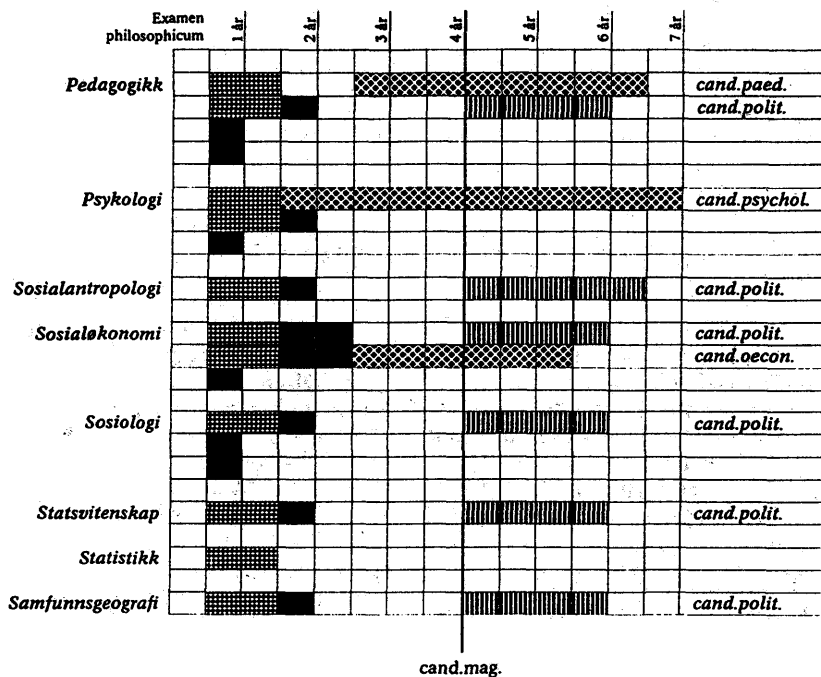 Examen
philosophicum
1 år
2 år
3 år
4 år
5 år
6 år
7 år
Pedagogikk
cand.paed.
cand.polit.
Psykologi
cand.psychol.
Sosialantropologi
cand.polit.
Sosialøkonomi
cand.polit.
cand.oecon.
Sosiologi
cand.polit.
Statsvitenskap
cand.polit.
Statistikk
Samfunnsgeografi
cand.polit.
cand.mag.